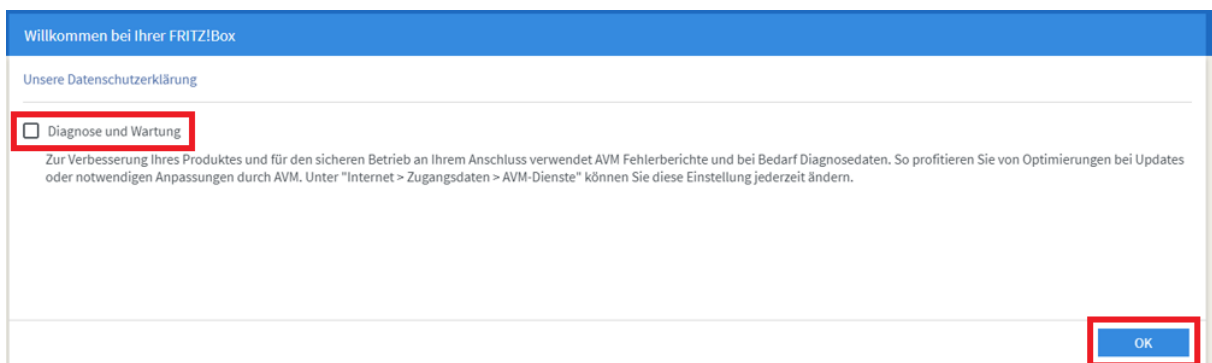 Willkommen bei Ihrer FRITZ!Box
Unsere Datenschutzerklärung
Diagnose und Wartung
Zur Verbesserung Ihres Produktes und für den sicheren Betrieb an Ihrem Anschluss verwendet AVM Fehlerberichte und bei Bedarf Diagnosedaten. So profitieren Sie von Optimierungen bei Updates
oder notwendigen Anpassungen durch AVM. Unter "Internet > Zugangsdaten > AVM-Dienste" können Sie diese Einstellung jederzeit ändern.
OK